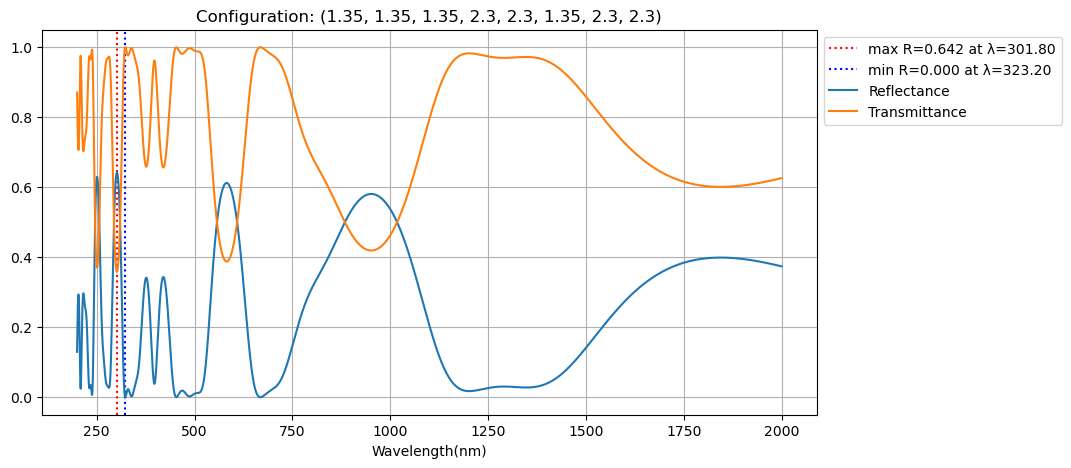 Configuration: (1.35, 1.35, 1.35, 2.3, 2.3, 1.35, 2.3, 2.3)
max R=0.642 at λ=301.80
min R=0.000 at λ=323.20
Reflectance
Transmittance
1.0
0.8
0.6
0.4
0.2
0.0
250 500 750 1000 1250 1500 1750 2000
Wavelength(nm)